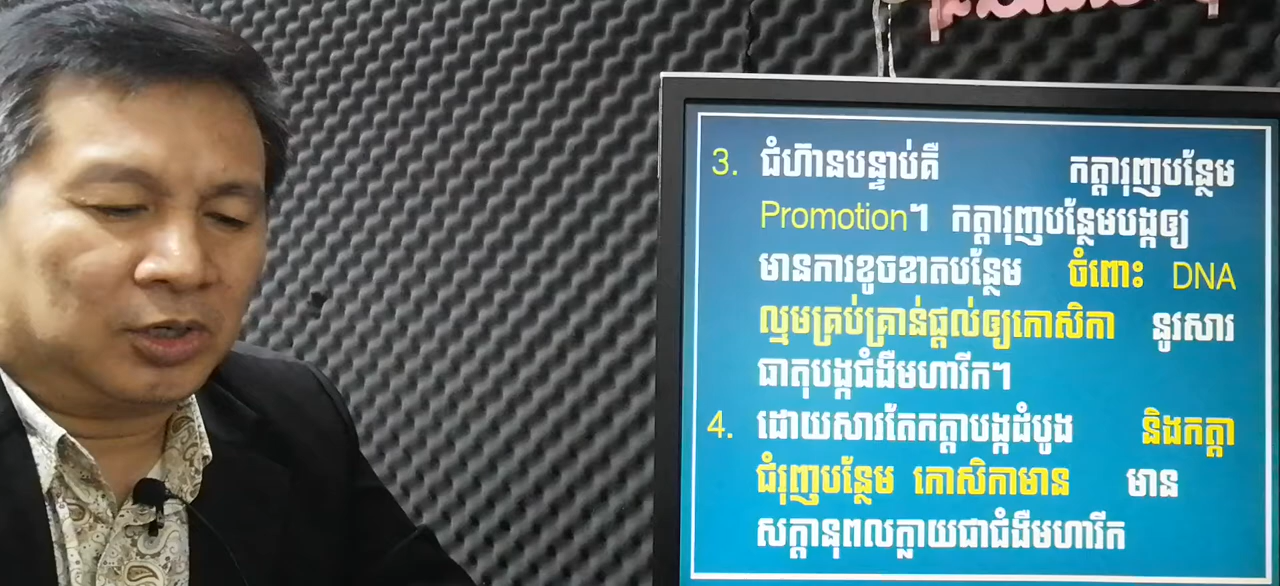 3. ជំហ៊ានបន្ទាប់គឺ កត្តារុញបន្ថែម
Promotion។ កត្តារុញបន្ថែមបង្កឲ្យ
មានការខូចខាតបន្ថែម ចំពោះ DNA
ល្មមគ្រប់គ្រាន់ផ្តល់ឲ្យកោសិកា នូវសារ
ធាតុបង្កជំងឺមហារីក។
4. ដោយសារតែកត្តាបង្កដំបូង និងកត្តា
ជំរុញបន្ថែម កោសិកាមាន មាន
សក្តានុពលក្លាយជាជំងឺមហារីក